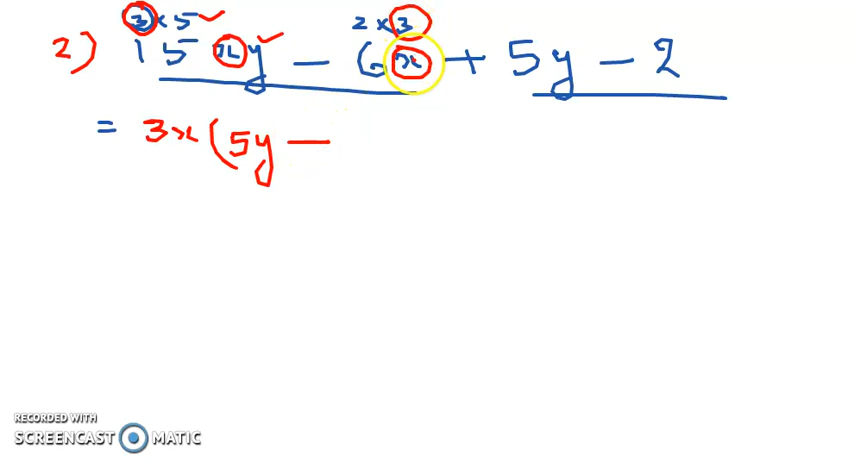 3 × 5 ✓ 2 × 3
2) 15xy ✓ - 6x + 5y - 2
= 3x(5y -
RECORDED WITH
SCREENCAST MATIC